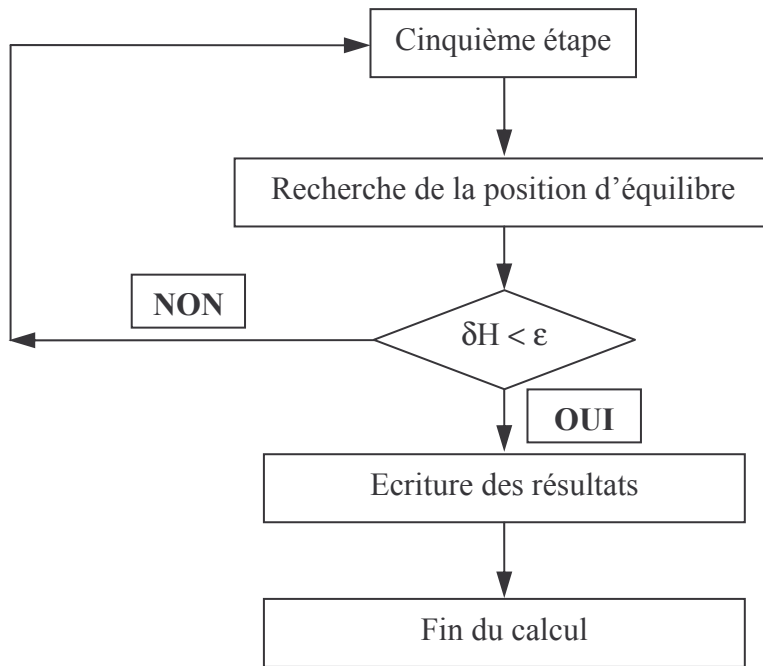 Cinquième étape
Recherche de la position d’équilibre
NON
δH < ε
OUI
Ecriture des résultats
Fin du calcul